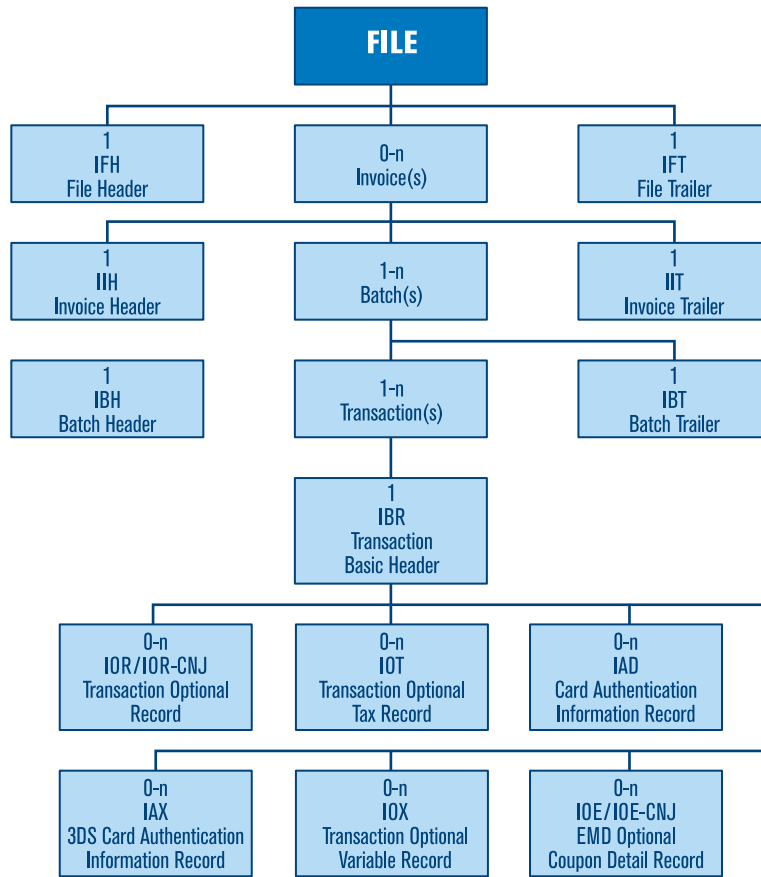 FILE
1
IFH
File Header
0-n
Invoice(s)
1
IFT
File Trailer
1
IIH
Invoice Header
1-n
Batch(s)
1
IIT
Invoice Trailer
1
IBH
Batch Header
1-n
Transaction(s)
1
IBT
Batch Trailer
1
IBR
Transaction
Basic Header
0-n
IOR/IOR-CNJ
Transaction Optional
Record
0-n
IOT
Transaction Optional
Tax Record
0-n
IAD
Card Authentication
Information Record
0-n
IAX
3DS Card Authentication
Information Record
0-n
IOX
Transaction Optional
Variable Record
0-n
IOE/IOE-CNJ
EMD Optional
Coupon Detail Record